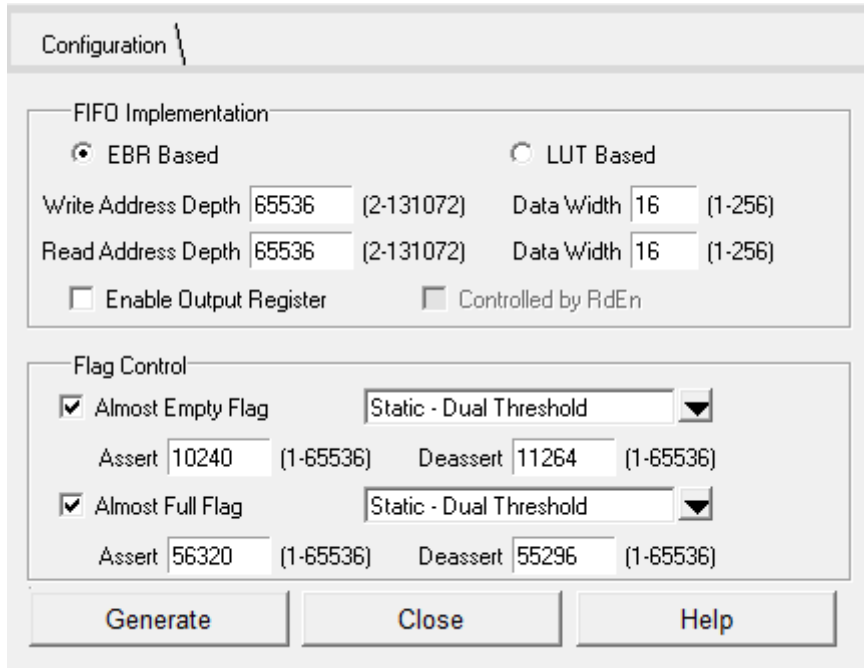 Configuration
FIFO Implementation
EBR Based LUT Based
Write Address Depth 65536 (2-131072) Data Width 16 (1-256)
Read Address Depth 65536 (2-131072) Data Width 16 (1-256)
Enable Output Register Controlled by RdEn
Flag Control
Almost Empty Flag Static - Dual Threshold
Assert 10240 (1-65536) Deassert 11264 (1-65536)
Almost Full Flag Static - Dual Threshold
Assert 56320 (1-65536) Deassert 55296 (1-65536)
Generate Close Help